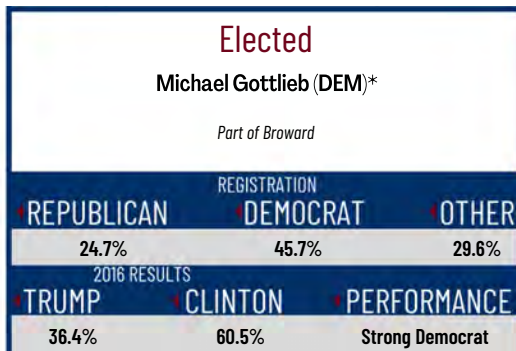 Elected
Michael Gottlieb (DEM)*
Part of Broward
REGISTRATION
REPUBLICAN DEMOCRAT OTHER
24.7% 45.7% 29.6%
2016 RESULTS
TRUMP CLINTON PERFORMANCE
36.4% 60.5% Strong Democrat